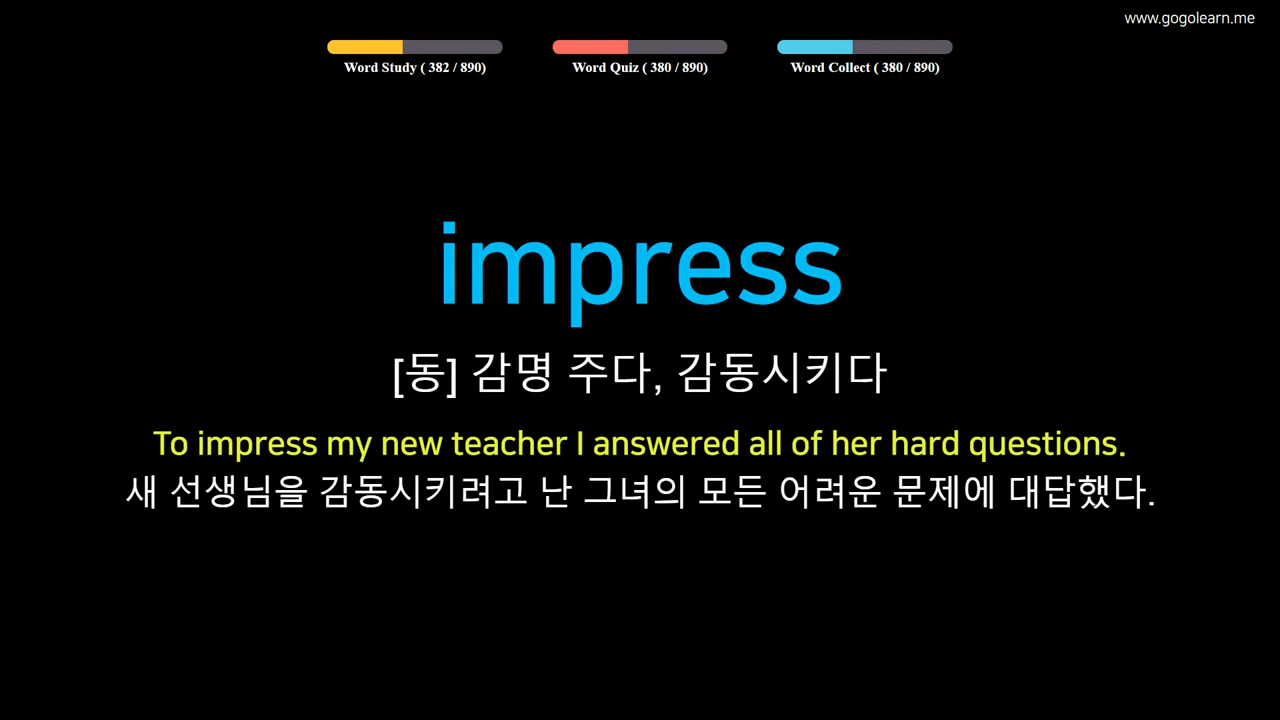 www.gogolearn.me
Word Study ( 382 / 890)
Word Quiz ( 380 / 890)
Word Collect ( 380 / 890)
impress
[동] 감명 주다, 감동시키다
To impress my new teacher I answered all of her hard questions.
새 선생님을 감동시키려고 난 그녀의 모든 어려운 문제에 대답했다.